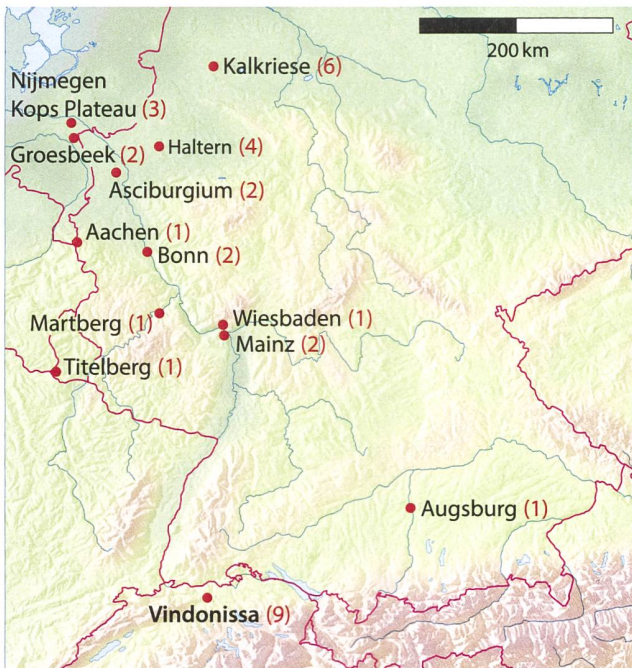 200 km
Kalkriese (6)
Nijmegen
Kops Plateau (3)
Haltern (4)
Groesbeek (2)
Asciburgium (2)
Aachen (1)
Bonn (2)
Martberg (1)
Wiesbaden (1)
Mainz (2)
Titelberg (1)
Augsburg (1)
Vindonissa (9)